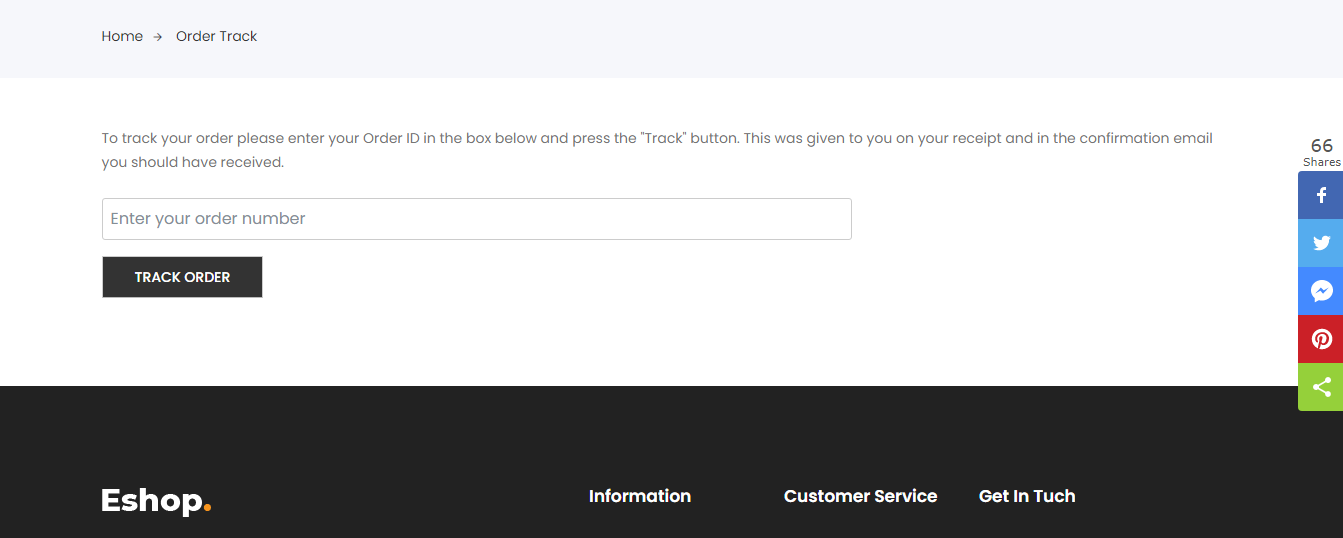 Home → Order Track
To track your order please enter your Order ID in the box below and press the "Track" button. This was given to you on your receipt and in the confirmation email
you should have received.
66
Shares
Enter your order number
TRACK ORDER
Eshop.
Information
Customer Service
Get In Tuch